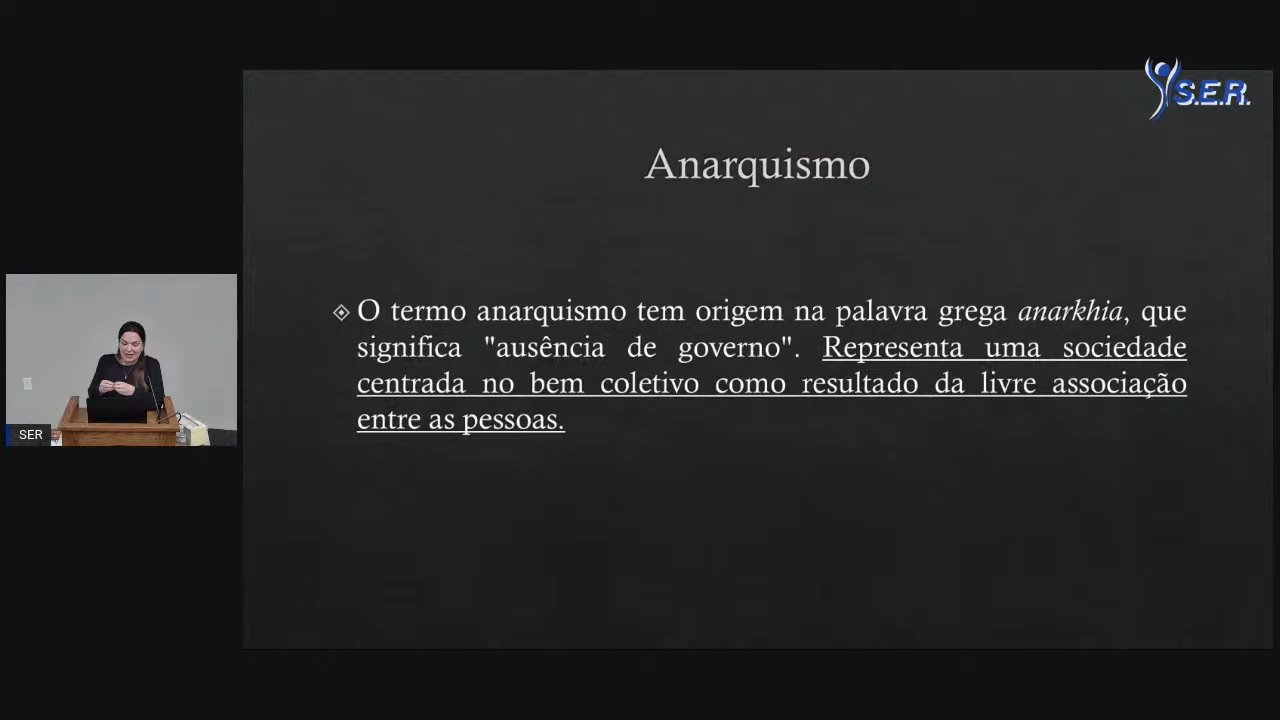 S.E.R.
Anarquismo
O termo anarquismo tem origem na palavra grega anarkhia, que
significa "ausência de governo". Representa uma sociedade
centrada no bem coletivo como resultado da livre associação
entre as pessoas.
SER